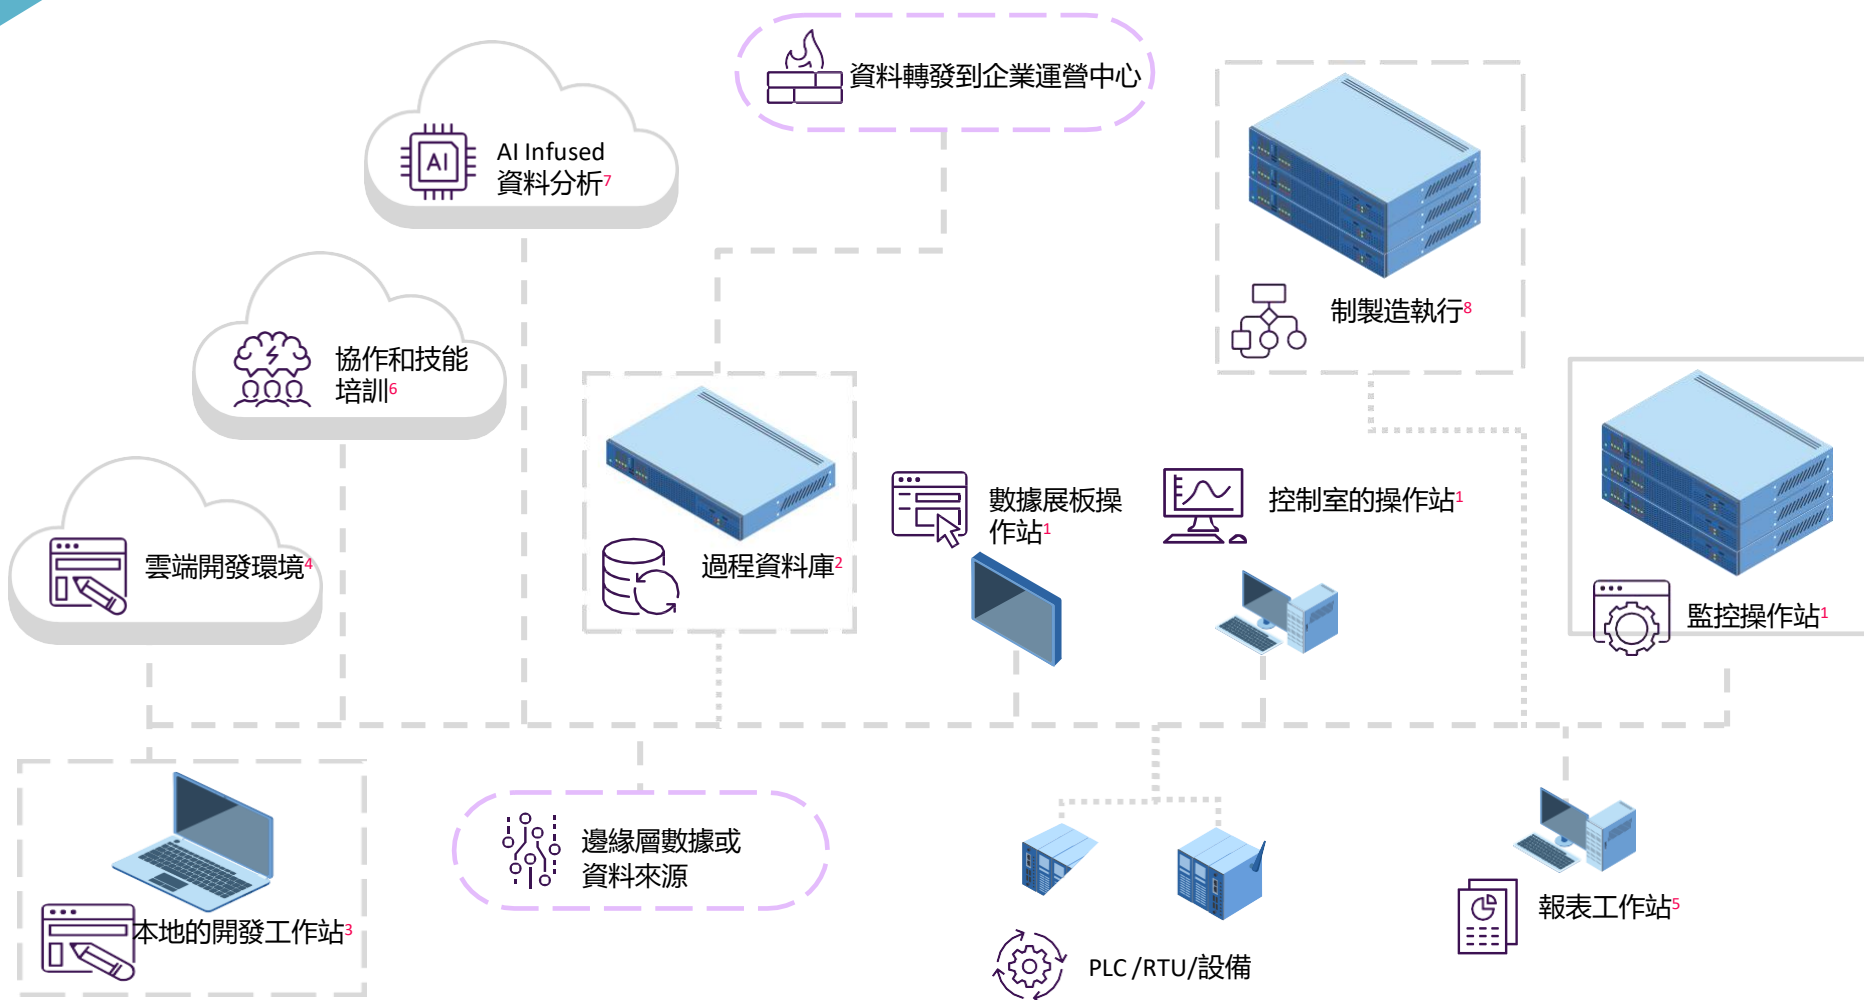 資料轉發到企業運營中心
AI
AI Infused
資料分析7
制製造執行8
協作和技能
培訓6
數據展板操
作站1
控制室的操作站1
雲端開發環境4
過程資料庫2
監控操作站1
邊緣層數據或
資料來源
本地的開發工作站3
報表工作站5
PLC /RTU/設備